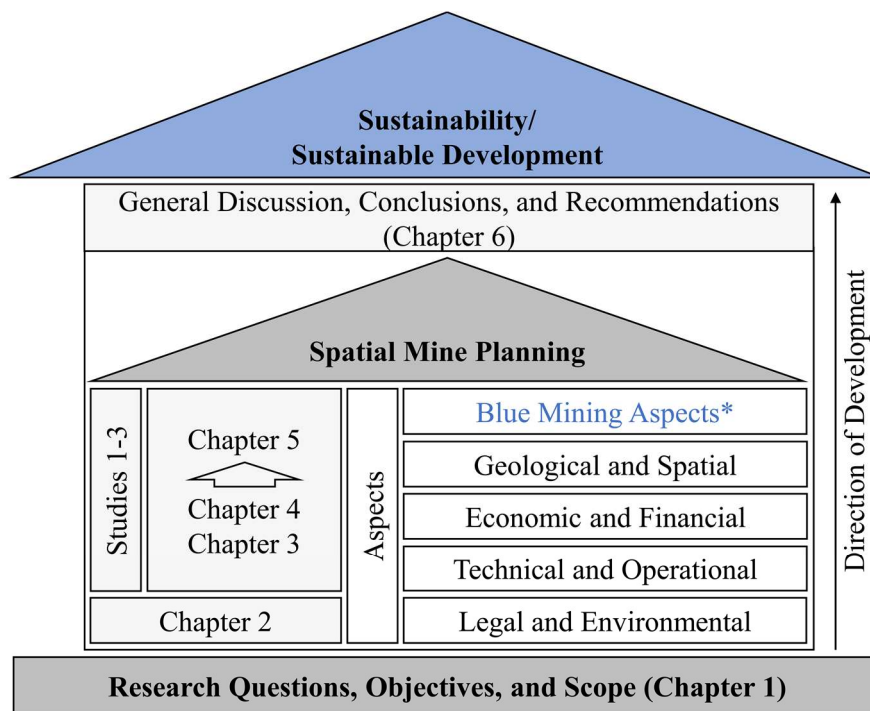 Sustainability/
Sustainable Development
General Discussion, Conclusions, and Recommendations
(Chapter 6)
Spatial Mine Planning
Studies 1-3
Chapter 5
Chapter 4
Chapter 3
Chapter 2
Aspects
Blue Mining Aspects*
Geological and Spatial
Economic and Financial
Technical and Operational
Legal and Environmental
Direction of Development
Research Questions, Objectives, and Scope (Chapter 1)